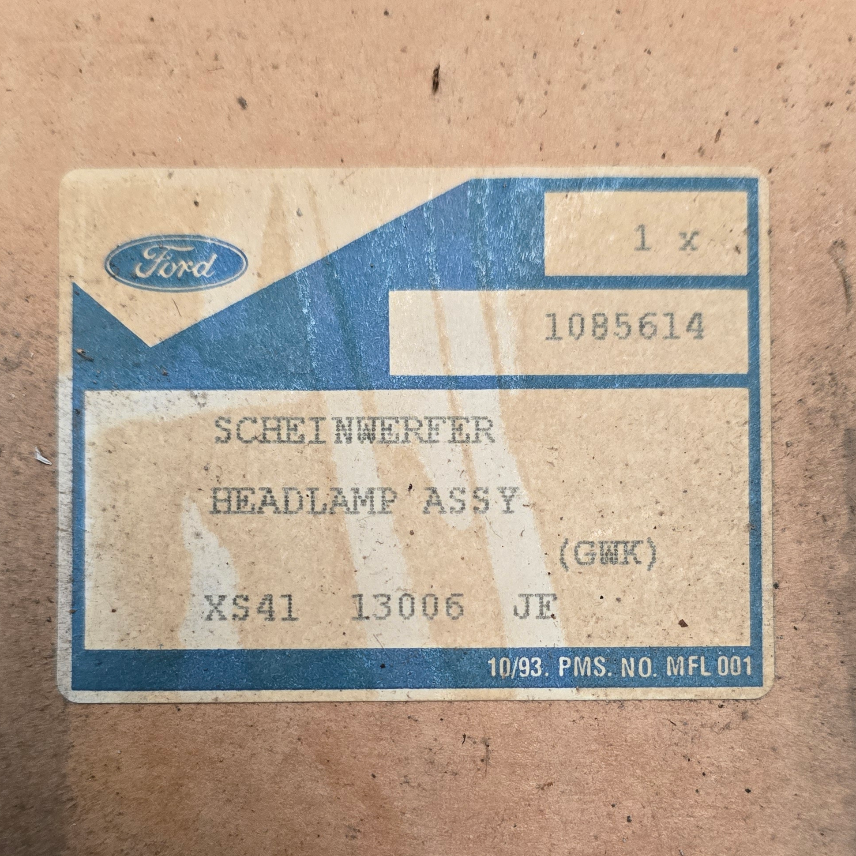 Ford
1 x
1085614
SCHEINWERFER
HEADLAMP ASSY
(GWK)
XS41 13006 JE
10/93. PMS. NO. MFL 001